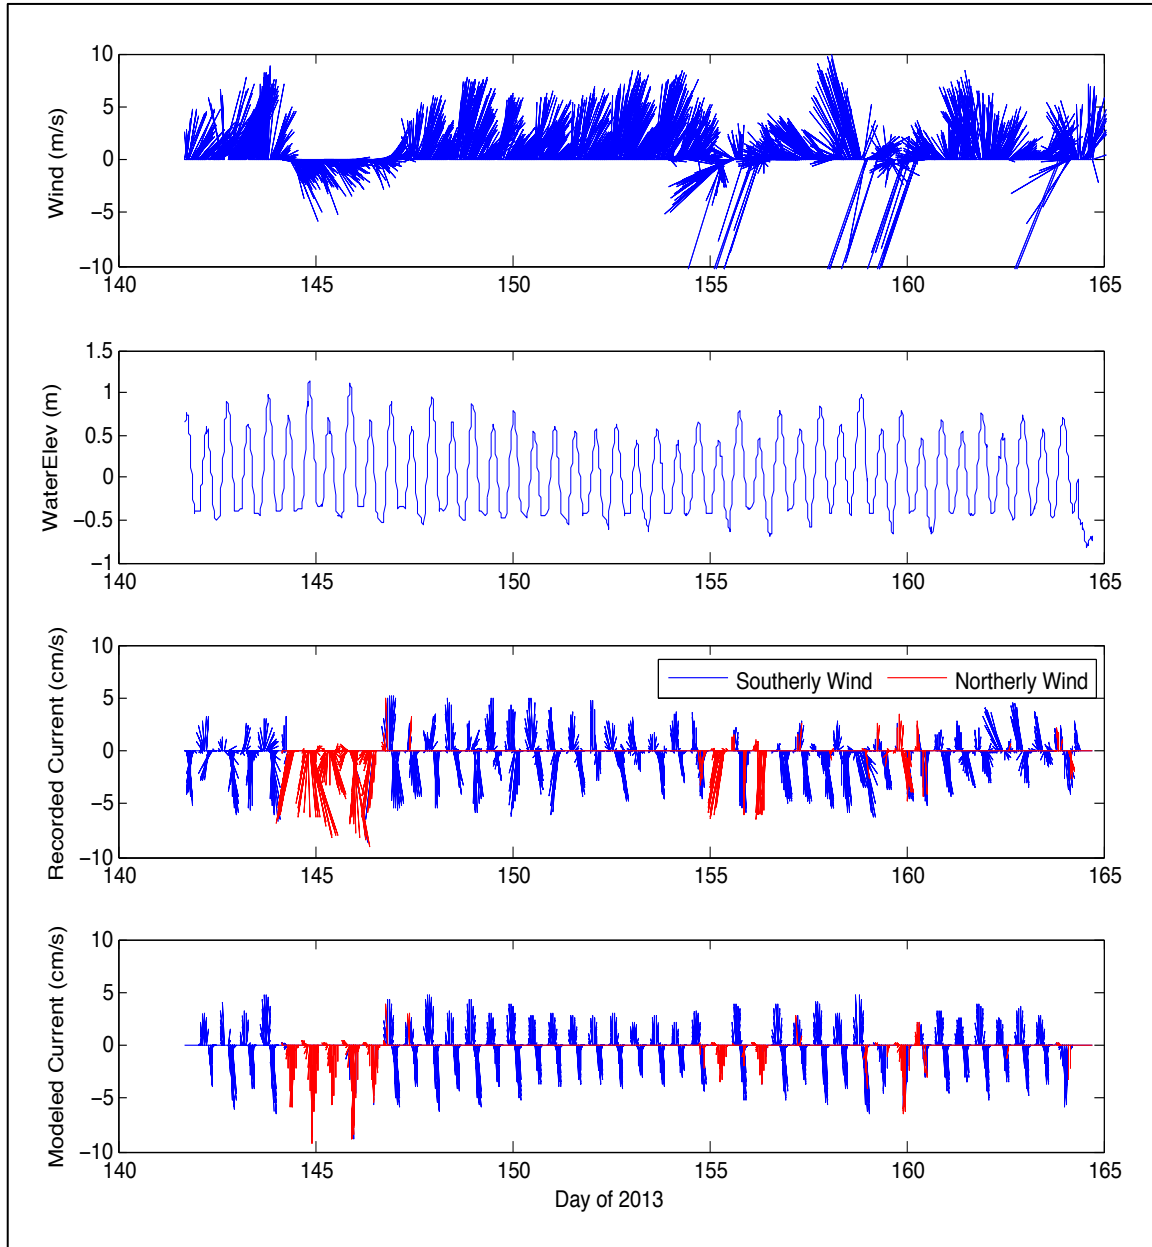 Wind (m/s)
10
5
0
−5
−10
140 145 150 155 160 165
WaterElev (m)
1.5
1
0.5
0
−0.5
−1
140 145 150 155 160 165
Recorded Current (cm/s)
10
5
0
−5
−10
Southerly Wind Northerly Wind
140 145 150 155 160 165
Modeled Current (cm/s)
10
5
0
−5
−10
140 145 150 155 160 165
Day of 2013